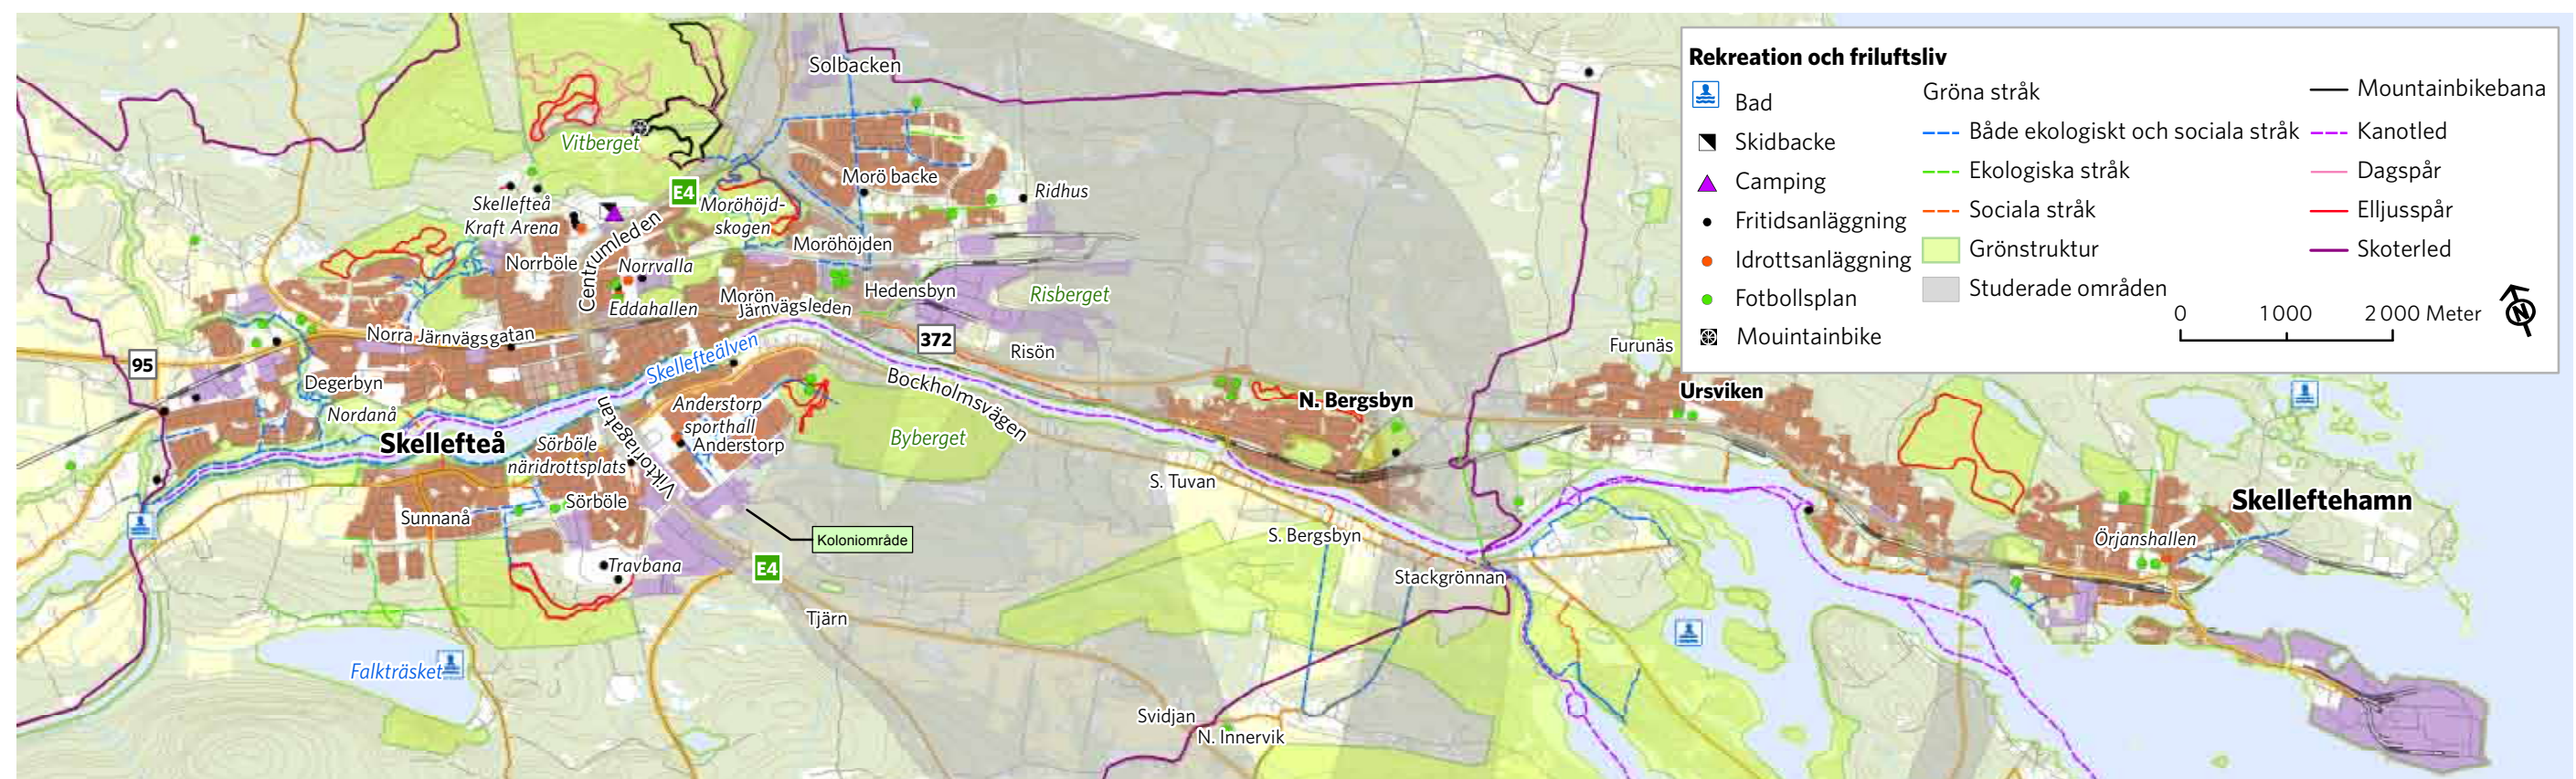 Rekreation och friluftsliv
Bad
Skidbacke
Camping
Fritidsanläggning
Idrottsanläggning
Fotbollsplan
Mouintainbike
Gröna stråk
Både ekologiskt och sociala stråk
Ekologiska stråk
Sociala stråk
Grönstruktur
Studerade områden
Mountainbikebana
Kanotled
Dagspår
Elljusspår
Skoterled
0 1 000 2 000 Meter
N
Solbacken
Vitberget
E4
Skellefteå
Kraft Arena
Moröhöjd-
skogen
Morö backe
Ridhus
Moröhöjden
Centrumleden
Norrböle
Norrvalla
Eddahallen
Morön
Järnvägsleden
Hedensbyn
Risberget
Norra Järnvägsgatan
95
372
Risön
Furunäs
Degerbyn
Nordanå
Skellefteälven
Bockholmsvägen
Skellefteå
Viktoriagatan
Anderstorp
sporthall
Anderstorp
Byberget
N. Bergsbyn
Ursviken
Sörböle
näridrottsplats
Sörböle
Sunnanå
Koloniområde
S. Tuvan
S. Bergsbyn
Skelleftehamn
Örjanshallen
Travbana
E4
Stackgrönnan
Tjärn
Falkträsket
Svidjan
N. Innervik